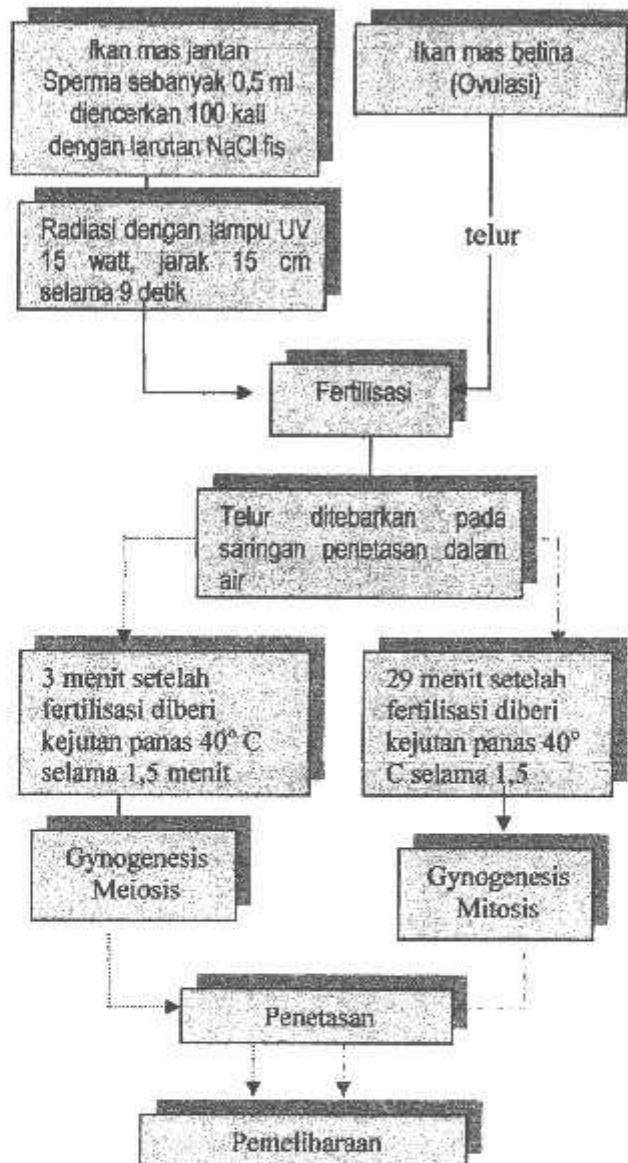 Ikan mas jantan
Sperma sebanyak 0,5 ml
diencerkan 100 kali
dengan larutan NaCl fis
Ikan mas betina
(Ovulasi)
Radiasi dengan lampu UV
15 watt, jarak 15 cm
selama 9 detik
telur
Fertilisasi
Telur ditebarkan pada
saringan penetasan dalam
air
3 menit setelah
fertilisasi diberi
kejutan panas 40° C
selama 1,5 menit
29 menit setelah
fertilisasi diberi
kejutan panas 40°
C selama 1,5
Gynogenesis
Meiosis
Gynogenesis
Mitosis
Penetasan
Pemeliharaan